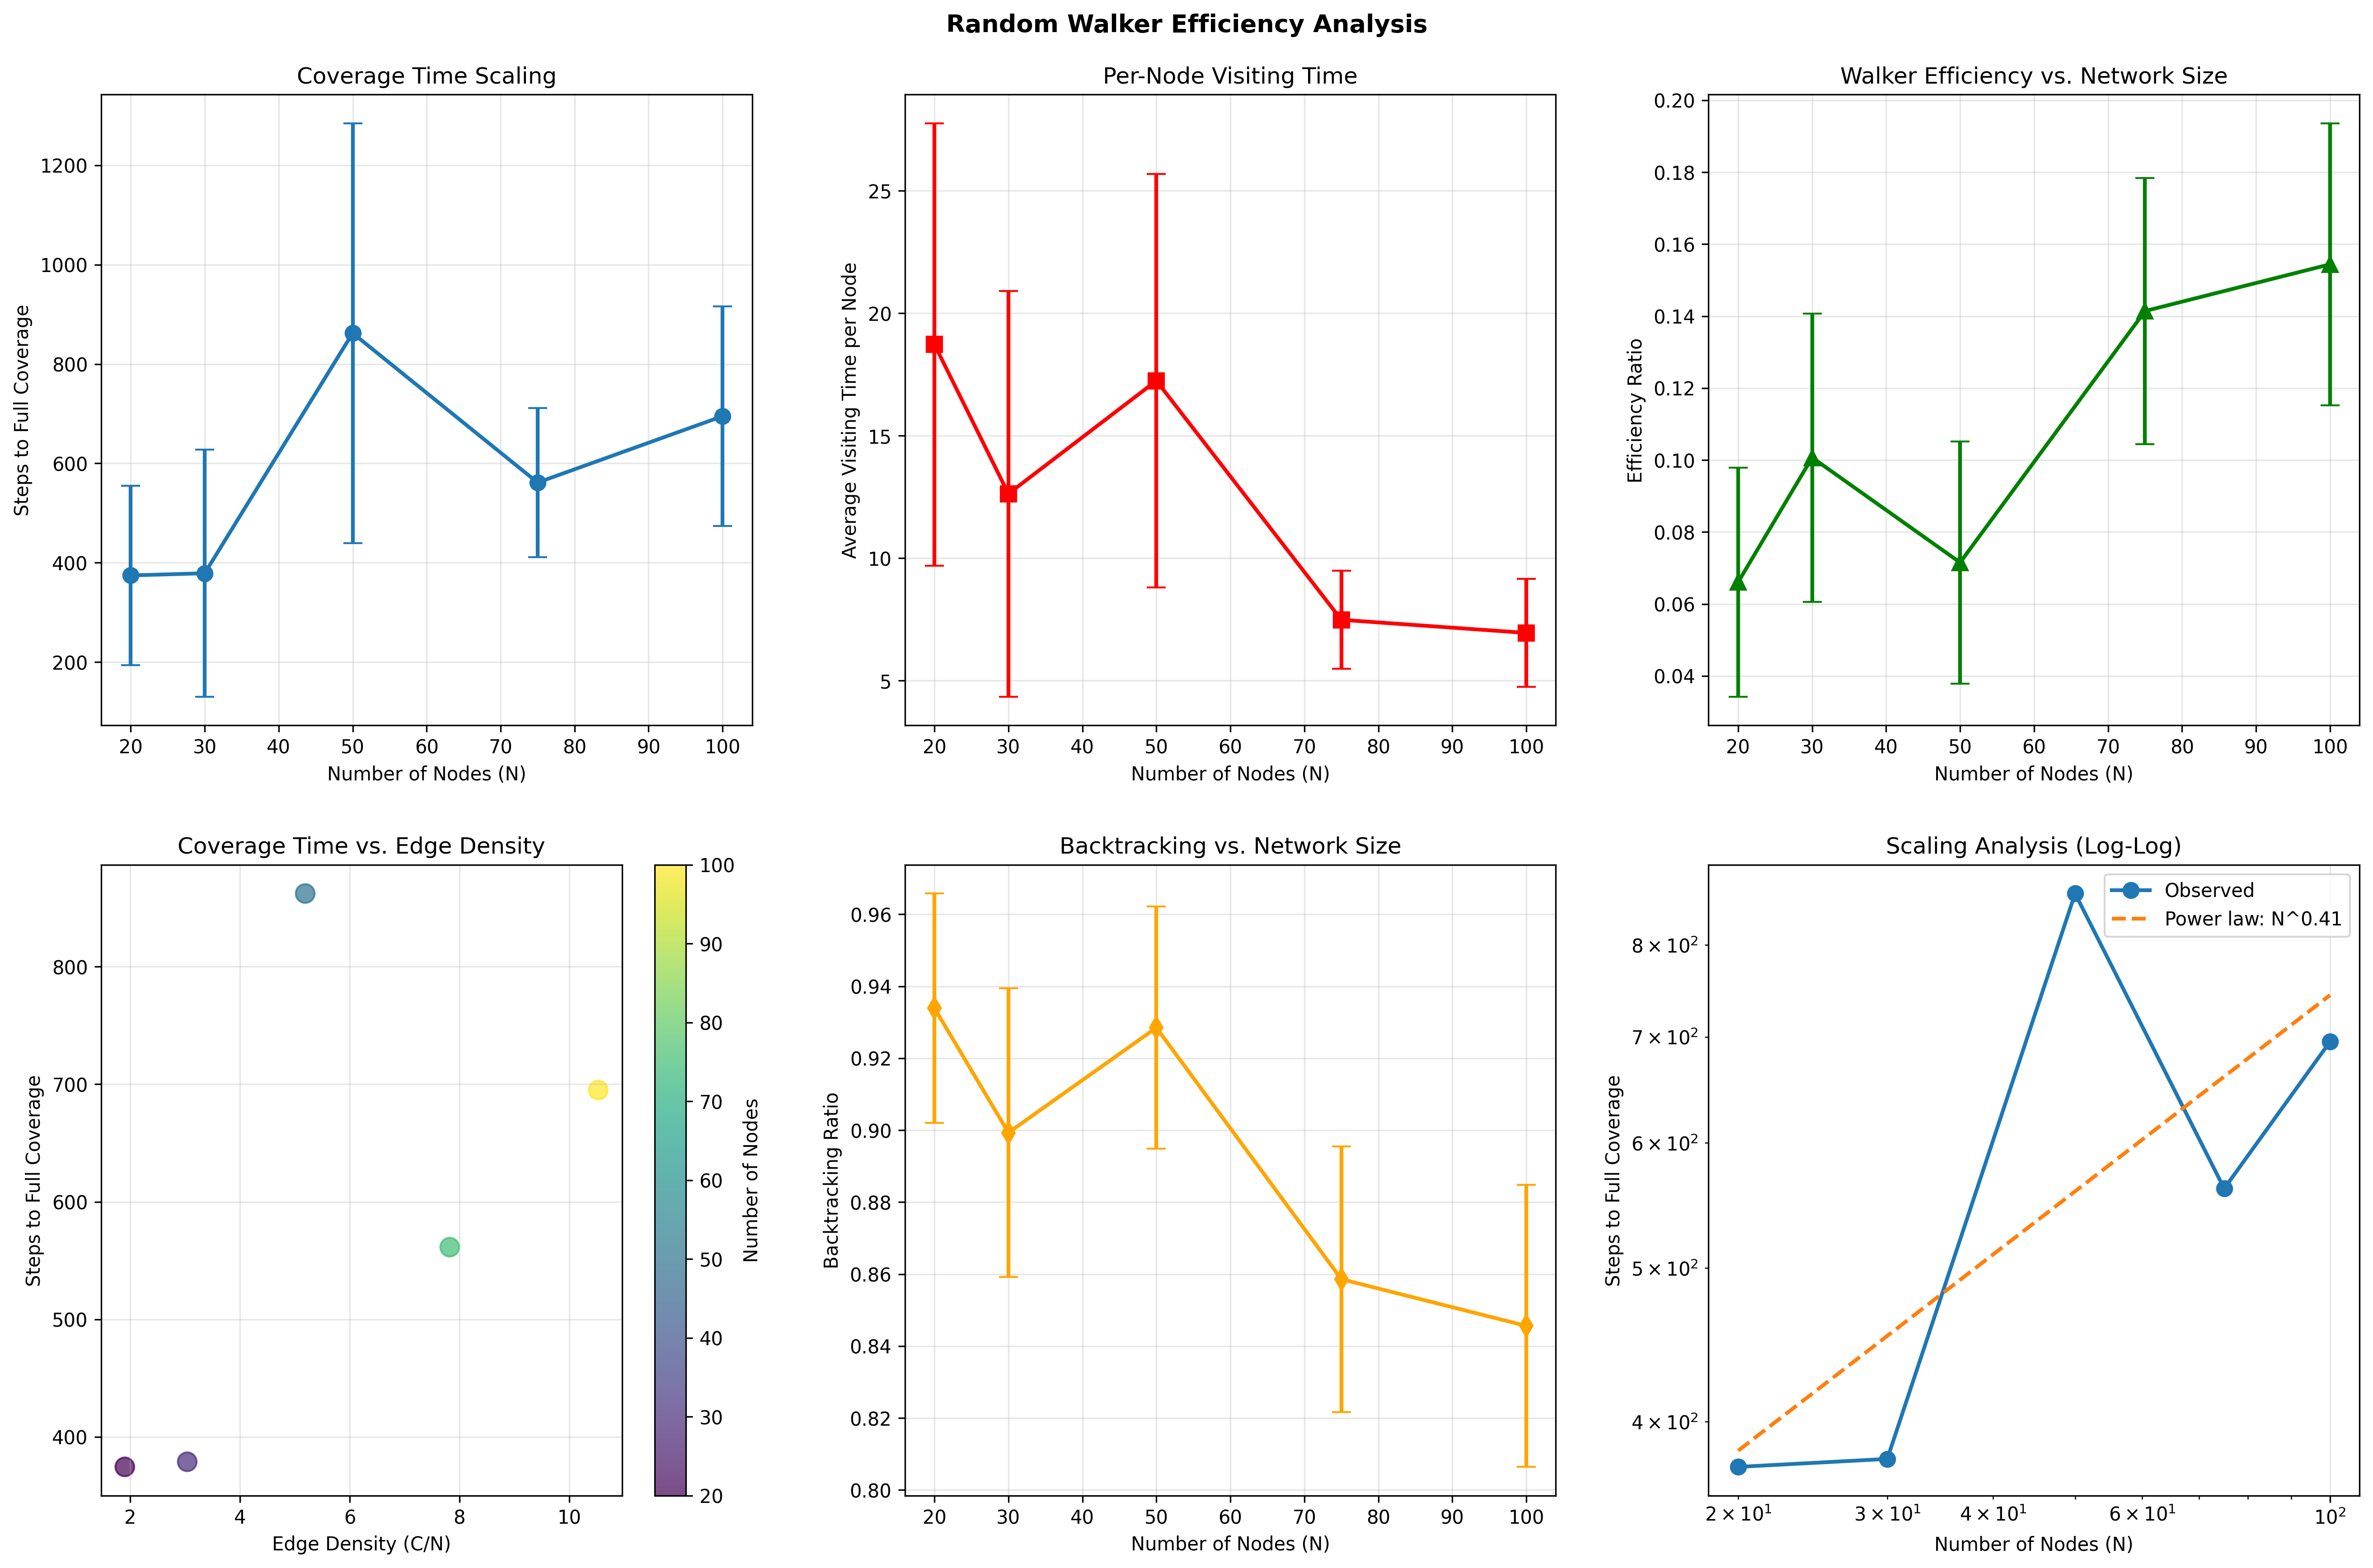 Random Walker Efficiency Analysis
Coverage Time Scaling
Steps to Full Coverage
1200
1000
800
600
400
200
20 30 40 50 60 70 80 90 100
Number of Nodes (N)
Per-Node Visiting Time
Average Visiting Time per Node
25
20
15
10
5
20 30 40 50 60 70 80 90 100
Number of Nodes (N)
Walker Efficiency vs. Network Size
Efficiency Ratio
0.20
0.18
0.16
0.14
0.12
0.10
0.08
0.06
0.04
20 30 40 50 60 70 80 90 100
Number of Nodes (N)
Coverage Time vs. Edge Density
Steps to Full Coverage
800
700
600
500
400
2 4 6 8 10
Edge Density (C/N)
100
90
80
70
60
50
40
30
20
Number of Nodes
Backtracking vs. Network Size
Backtracking Ratio
0.96
0.94
0.92
0.90
0.88
0.86
0.84
0.82
0.80
20 30 40 50 60 70 80 90 100
Number of Nodes (N)
Scaling Analysis (Log-Log)
Observed
Power law: N^0.41
Steps to Full Coverage
8 × 10²
7 × 10²
6 × 10²
5 × 10²
4 × 10²
2 × 10¹ 3 × 10¹ 4 × 10¹ 6 × 10¹ 10²
Number of Nodes (N)